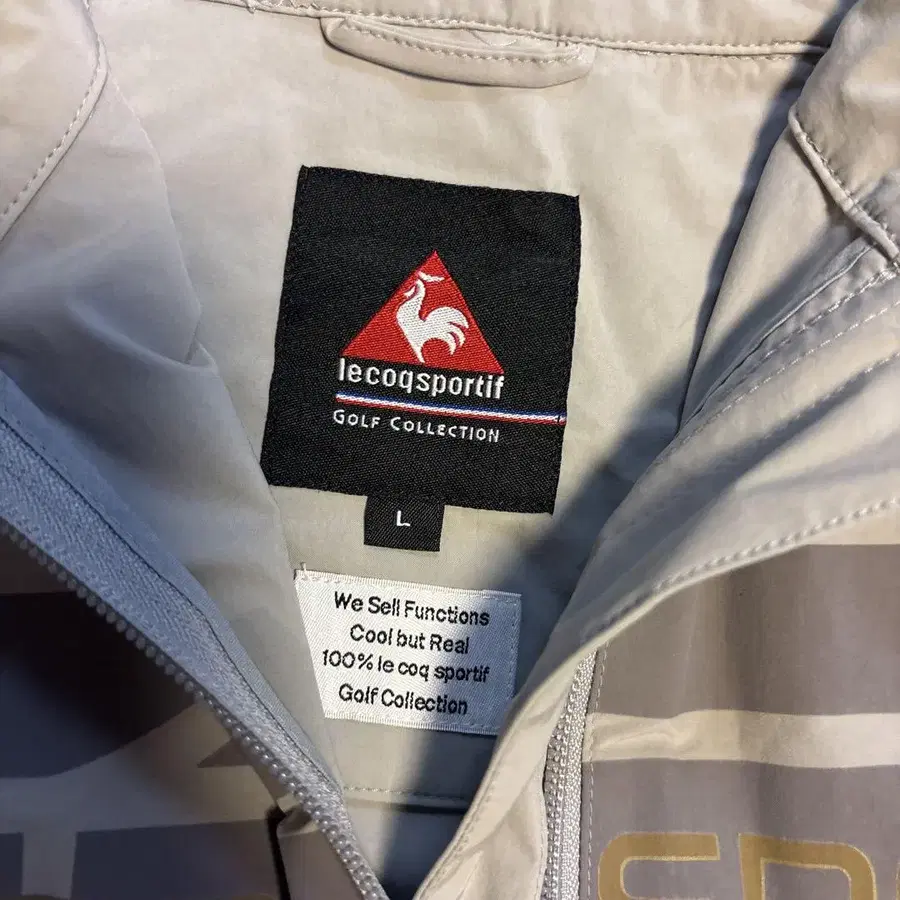 lecoqsportif
GOLF COLLECTION
L
We Sell Functions
Cool but Real
100% le coq sportif
Golf Collection